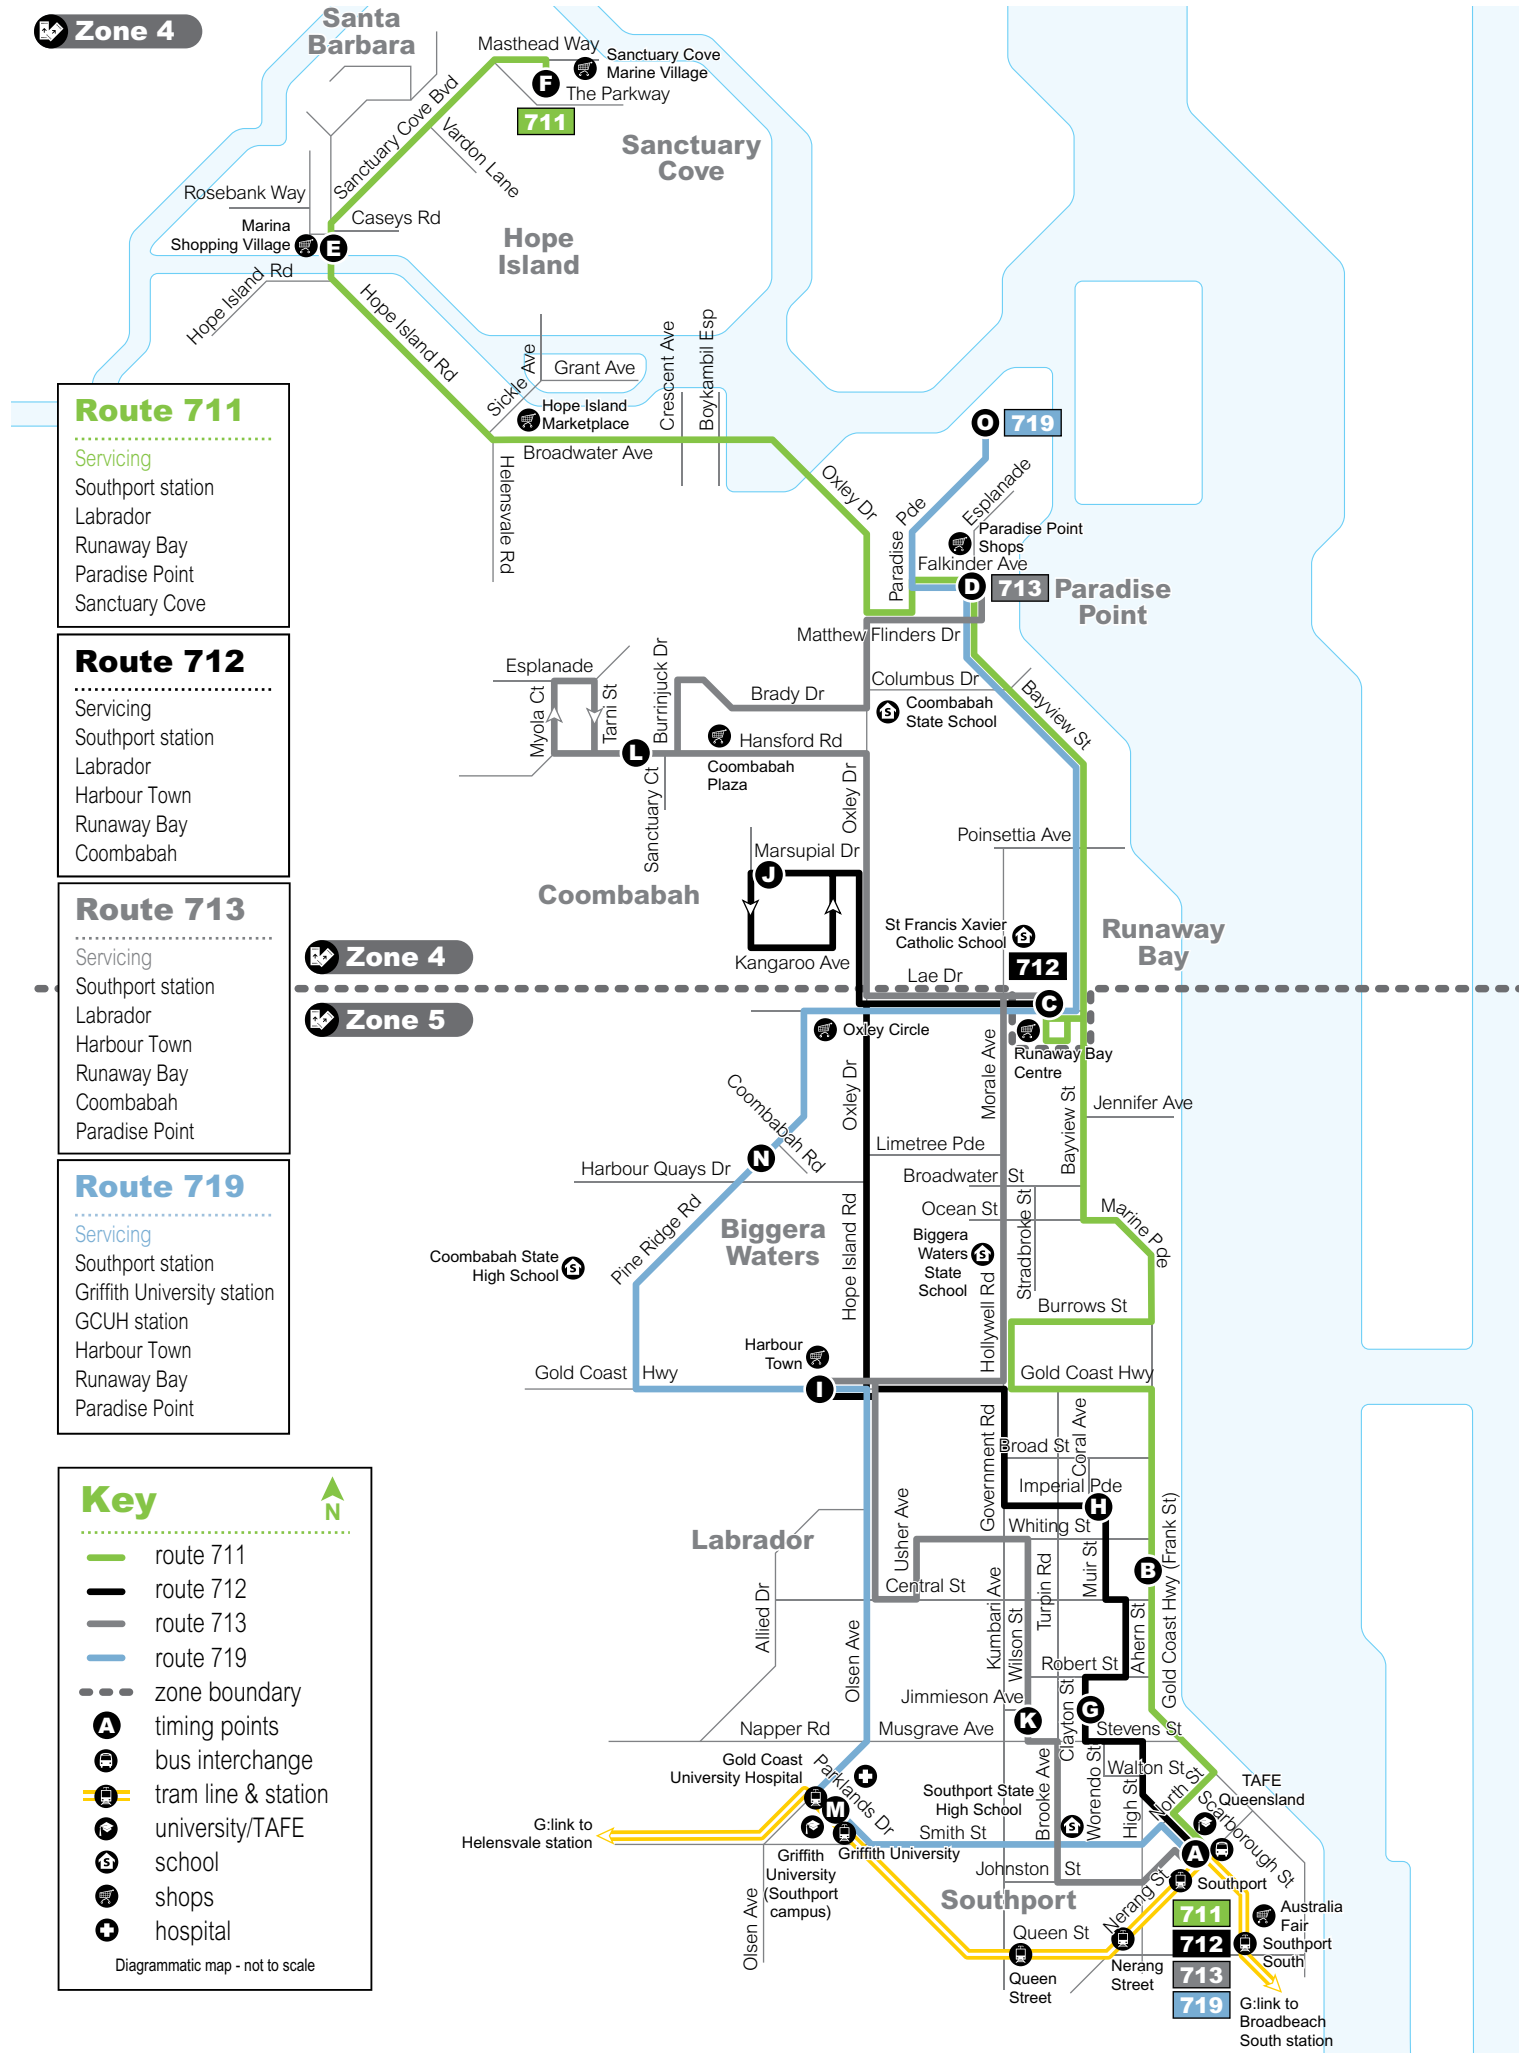 Zone 4
Santa
Barbara
Masthead Way
Sanctuary Cove
Marine Village
F
The Parkway
711
Sanctuary Cove Bvd
Vardon Lane
Sanctuary
Cove
Rosebank Way
Caseys Rd
Marina
Shopping Village
E
Hope
Island
Hope Island Rd
Hope Island Rd
Sickle Ave
Grant Ave
Crescent Ave
Boykambil Esp
Hope Island
Marketplace
Broadwater Ave
Helensvale Rd
Oxley Dr
O
719
Paradise Pde
Esplanade
Paradise Point
Shops
Falkinder Ave
D
713
Paradise
Point
Matthew Flinders Dr
Route 711
Servicing
Southport station
Labrador
Runaway Bay
Paradise Point
Sanctuary Cove
Route 712
Servicing
Southport station
Labrador
Harbour Town
Runaway Bay
Coombabah
Route 713
Servicing
Southport station
Labrador
Harbour Town
Runaway Bay
Coombabah
Paradise Point
Route 719
Servicing
Southport station
Griffith University station
GCUH station
Harbour Town
Runaway Bay
Paradise Point
Esplanade
Myola Ct
Tarni St
Burrinjuck Dr
Brady Dr
Columbus Dr
Coombabah
State School
Bayview St
L
Hansford Rd
Coombabah
Plaza
Sanctuary Ct
Oxley Dr
Poinsettia Ave
Marsupial Dr
J
Coombabah
Kangaroo Ave
St Francis Xavier
Catholic School
Runaway
Bay
712
Lae Dr
Zone 4
Zone 5
C
Oxley Circle
Runaway Bay
Centre
Morale Ave
Oxley Dr
Coombabah Rd
Bayview St
Jennifer Ave
N
Limetree Pde
Harbour Quays Dr
Broadwater St
Ocean St
Stradbroke St
Marine Pde
Pine Ridge Rd
Biggera
Waters
Hope Island Rd
Biggera
Waters
State
School
Coombabah State
High School
Hollywell Rd
Burrows St
Harbour
Town
I
Gold Coast Hwy
Gold Coast Hwy
Government Rd
Broad St
Coral Ave
Imperial Pde
H
Whiting St
Labrador
Usher Ave
Central St
Muir St
B
Gold Coast Hwy (Frank St)
Allied Dr
Olsen Ave
Kumbari Ave
Wilson St
Turpin Rd
Ahern St
Robert St
Jimmieson Ave
K
Clayton St
G
Napper Rd
Musgrave Ave
Stevens St
Gold Coast
University Hospital
Parklands Dr
M
Southport State
High School
Brooke Ave
Worendo St
Walton St
High St
North St
TAFE
Queensland
Scarborough St
G:link to
Helensvale station
Smith St
Griffith University
Griffith
University
(Southport
campus)
Johnston St
A
Southport
Southport
Nerang St
Olsen Ave
Queen St
Queen
Street
Nerang
Street
711
712
713
719
Australia
Fair
Southport
South
G:link to
Broadbeach
South station
Key
N
route 711
route 712
route 713
route 719
zone boundary
A
timing points
bus interchange
tram line & station
university/TAFE
school
shops
hospital
Diagrammatic map - not to scale